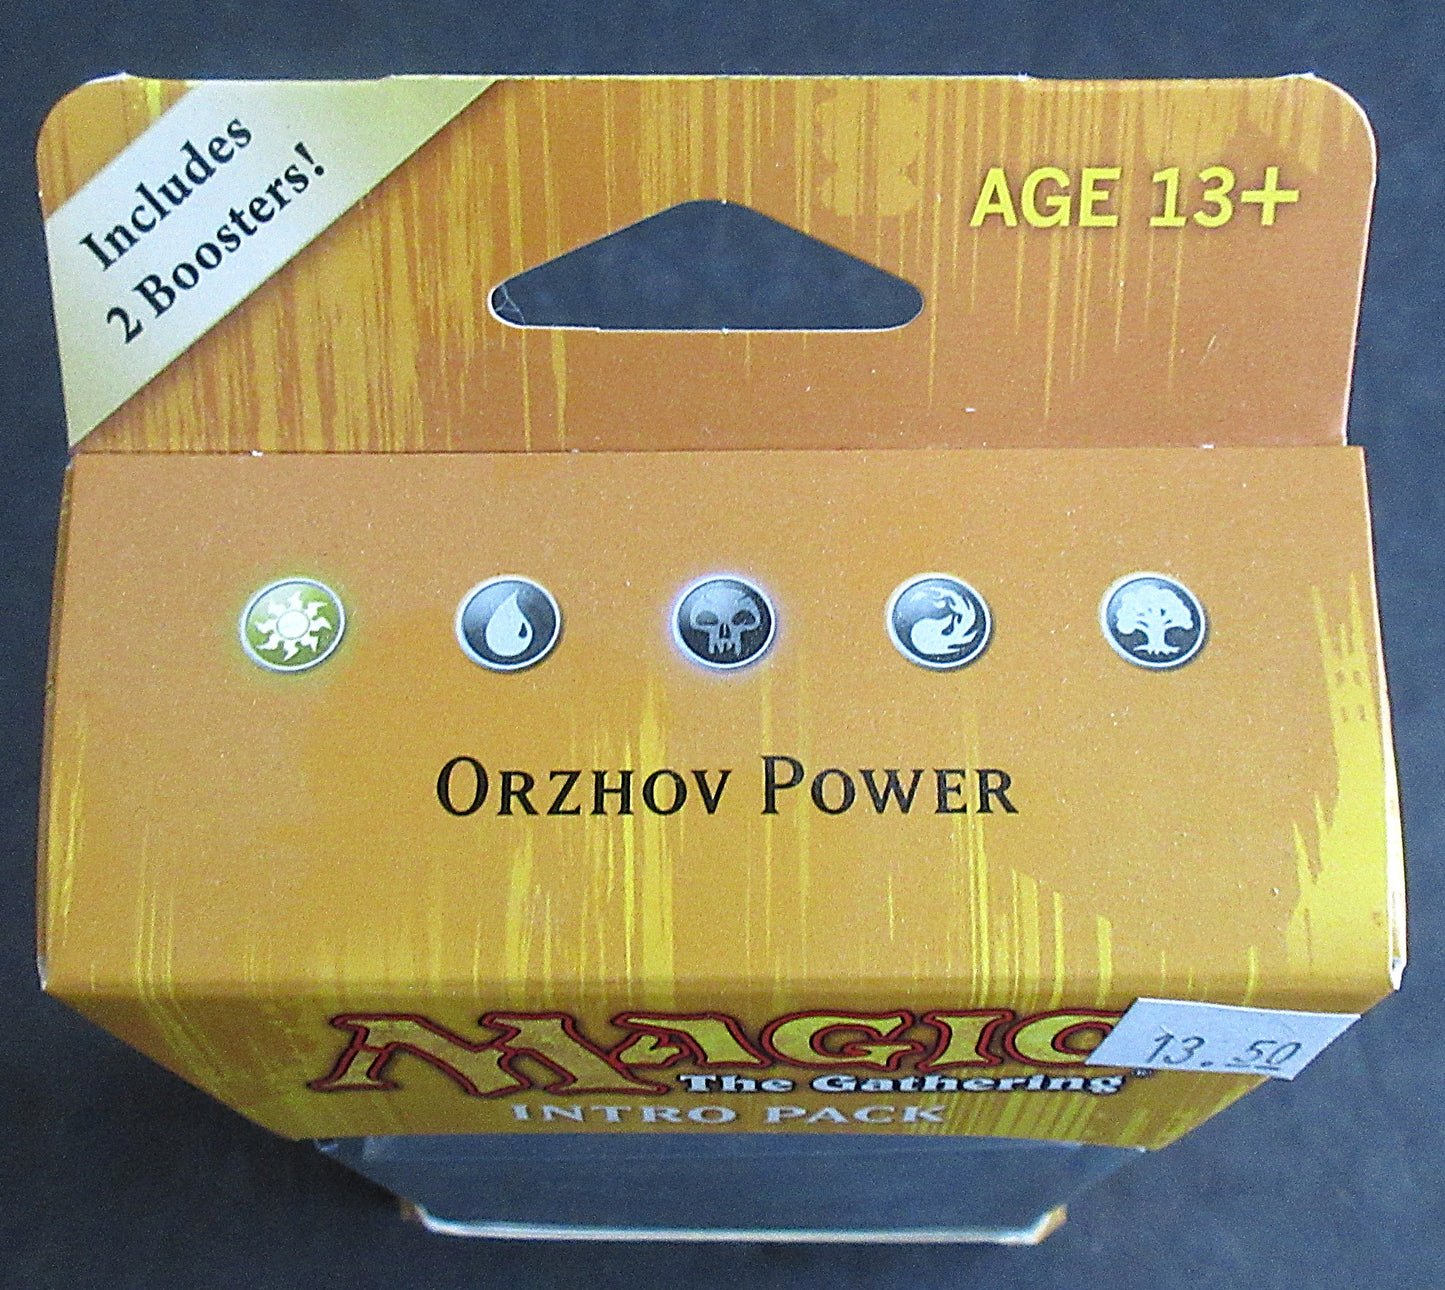 Includes
2 Boosters!
AGE 13+
ORZHOV POWER
MAGIC
The Gathering®
INTRO PACK
13.50